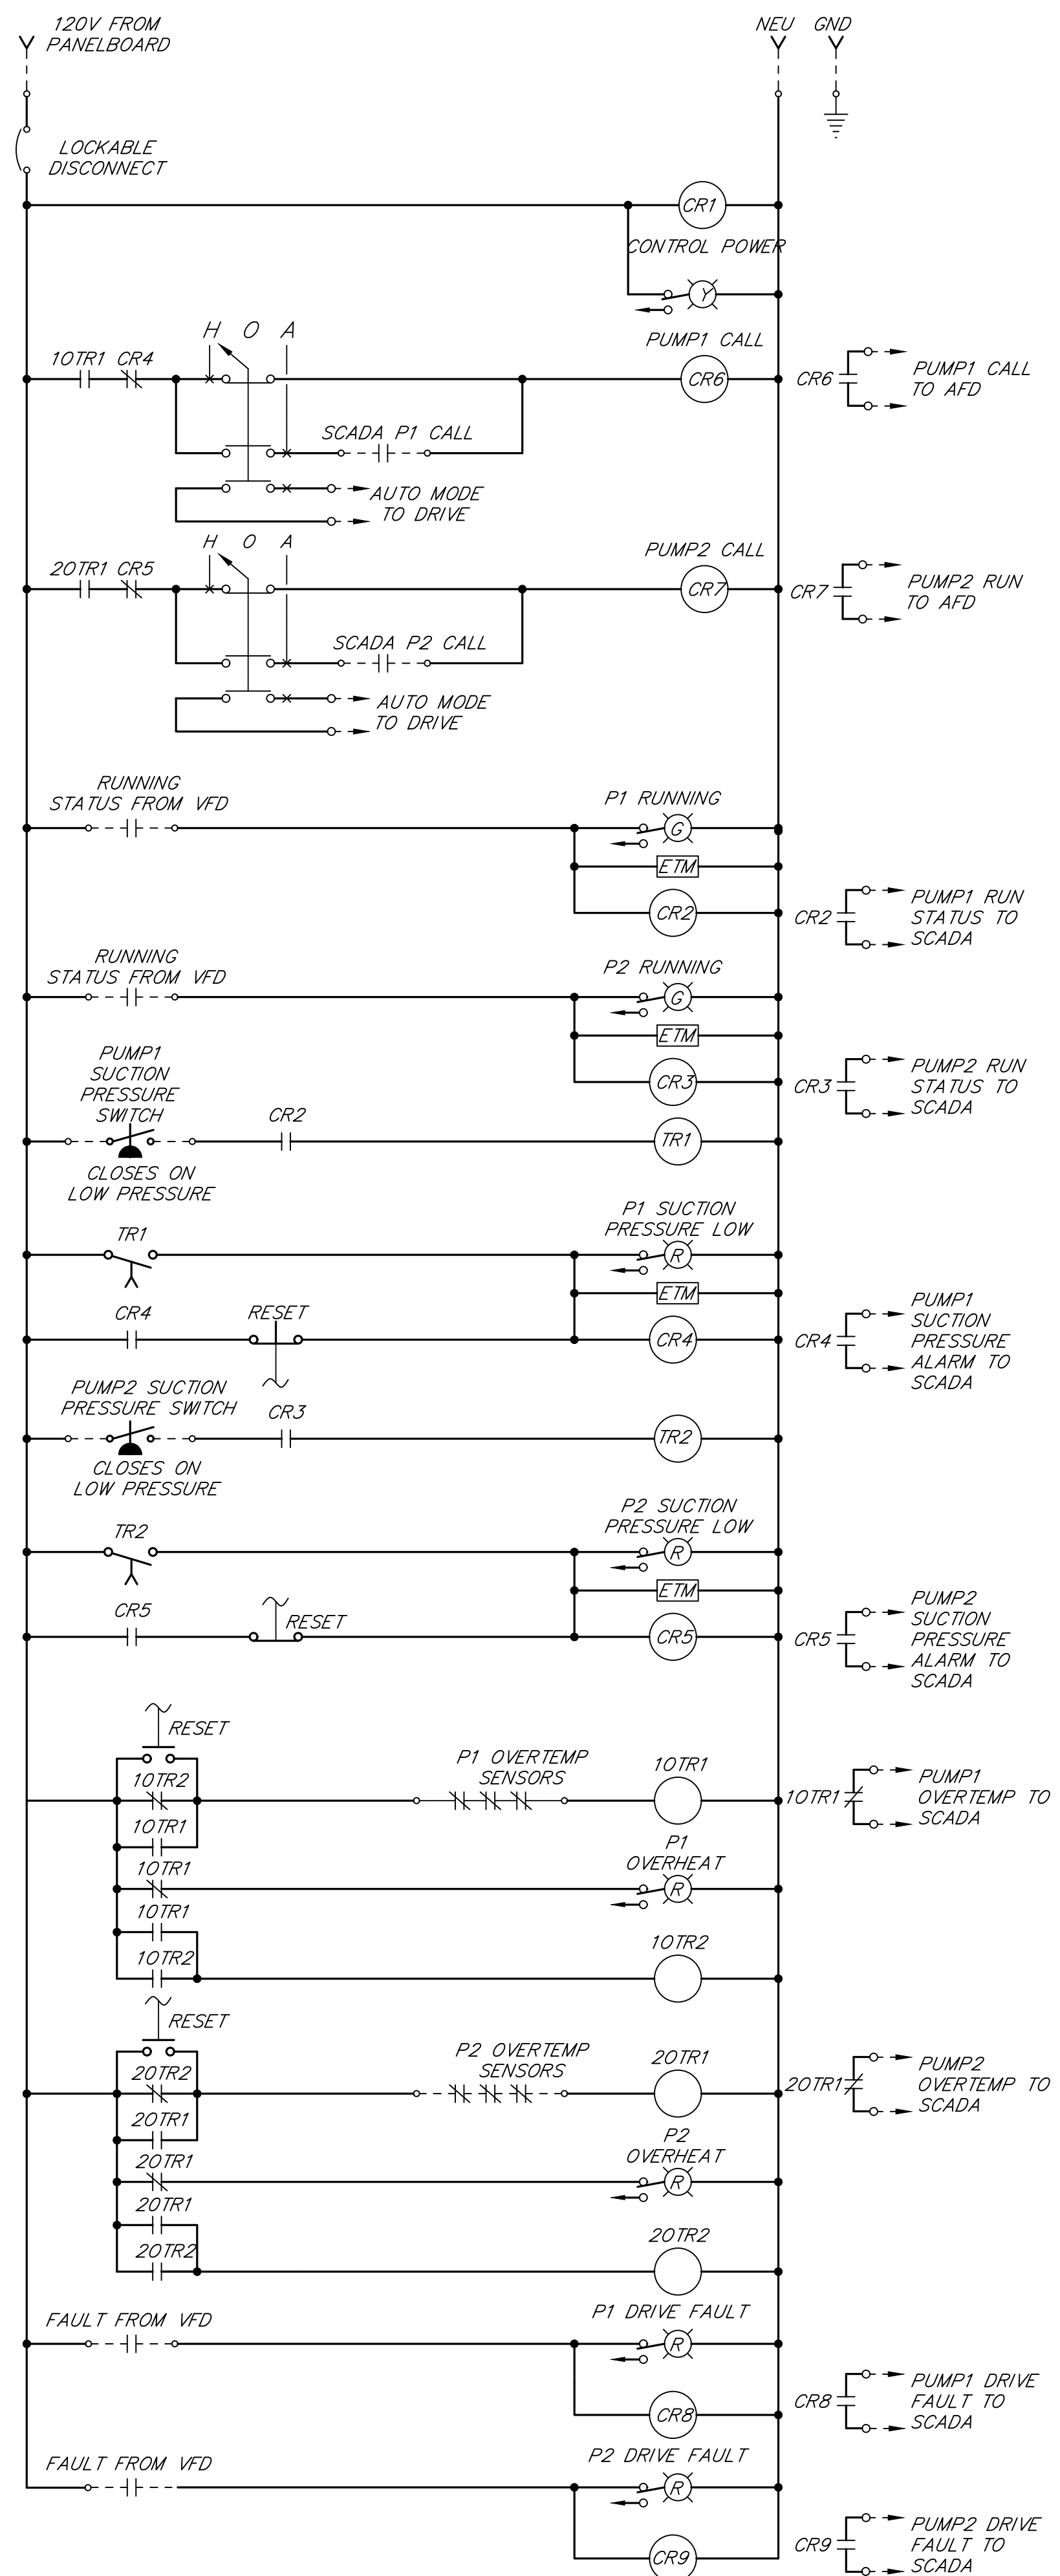 120V FROM
PANELBOARD
NEU GND
LOCKABLE
DISCONNECT
CR1
CONTROL POWER
Y
H O A
PUMP1 CALL
1OTR1 CR4
CR6
CR6
PUMP1 CALL
TO AFD
SCADA P1 CALL
AUTO MODE
TO DRIVE
H O A
PUMP2 CALL
2OTR1 CR5
CR7
CR7
PUMP2 RUN
TO AFD
SCADA P2 CALL
AUTO MODE
TO DRIVE
RUNNING
STATUS FROM VFD
P1 RUNNING
G
ETM
CR2
CR2
PUMP1 RUN
STATUS TO
SCADA
RUNNING
STATUS FROM VFD
P2 RUNNING
G
ETM
CR3
CR3
PUMP2 RUN
STATUS TO
SCADA
PUMP1
SUCTION
PRESSURE
SWITCH
CR2
TR1
CLOSES ON
LOW PRESSURE
TR1
P1 SUCTION
PRESSURE LOW
R
ETM
CR4
RESET
CR4
CR4
PUMP1
SUCTION
PRESSURE
ALARM TO
SCADA
PUMP2 SUCTION
PRESSURE SWITCH
CR3
TR2
CLOSES ON
LOW PRESSURE
TR2
P2 SUCTION
PRESSURE LOW
R
ETM
CR5
RESET
CR5
CR5
PUMP2
SUCTION
PRESSURE
ALARM TO
SCADA
RESET
1OTR2
P1 OVERTEMP
SENSORS
1OTR1
1OTR1
PUMP1
OVERTEMP TO
SCADA
1OTR1
1OTR1
P1
OVERHEAT
R
1OTR1
1OTR2
1OTR2
RESET
2OTR2
P2 OVERTEMP
SENSORS
2OTR1
2OTR1
PUMP2
OVERTEMP TO
SCADA
2OTR1
2OTR1
P2
OVERHEAT
R
2OTR1
2OTR2
2OTR2
FAULT FROM VFD
P1 DRIVE FAULT
R
CR8
CR8
PUMP1 DRIVE
FAULT TO
SCADA
FAULT FROM VFD
P2 DRIVE FAULT
R
CR9
CR9
PUMP2 DRIVE
FAULT TO
SCADA